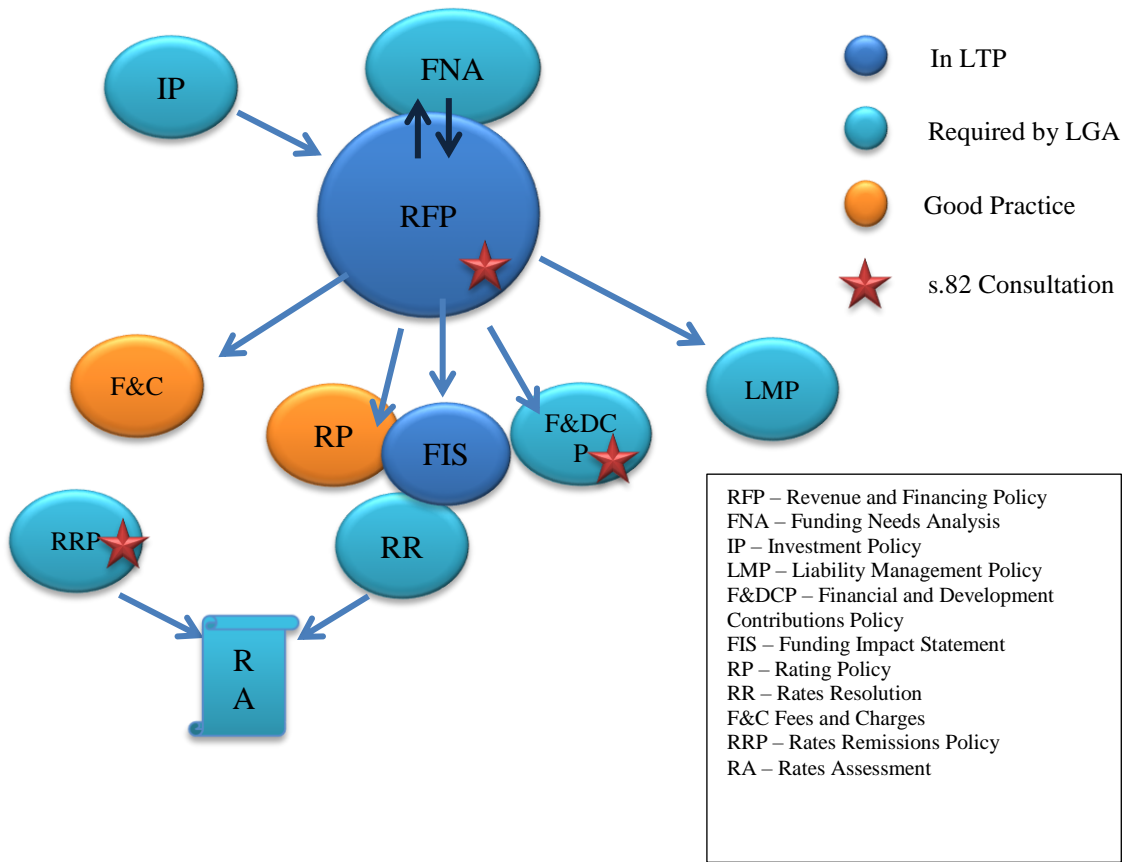 FNA
IP
RFP
In LTP
Required by LGA
Good Practice
s.82 Consultation
F&C
RP
FIS
F&DC
P
LMP
RRP
RR
R
A
RFP – Revenue and Financing Policy
FNA – Funding Needs Analysis
IP – Investment Policy
LMP – Liability Management Policy
F&DCP – Financial and Development
Contributions Policy
FIS – Funding Impact Statement
RP – Rating Policy
RR – Rates Resolution
F&C Fees and Charges
RRP – Rates Remissions Policy
RA – Rates Assessment